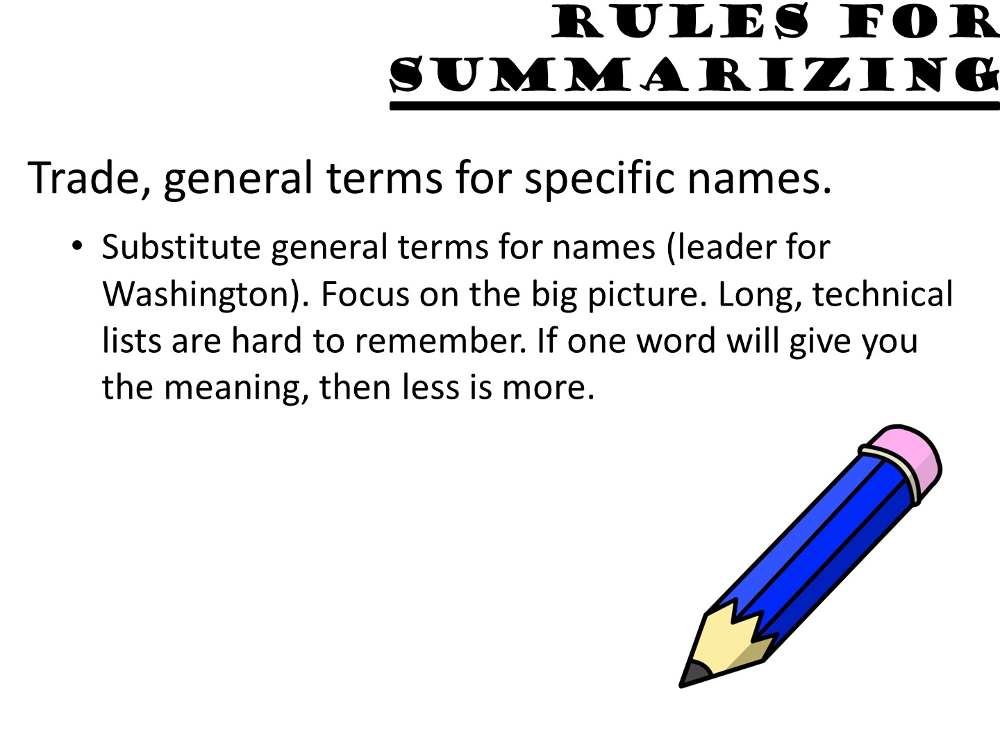 RULES FOR
SUMMARIZING
Trade, general terms for specific names.
• Substitute general terms for names (leader for
Washington). Focus on the big picture. Long, technical
lists are hard to remember. If one word will give you
the meaning, then less is more.